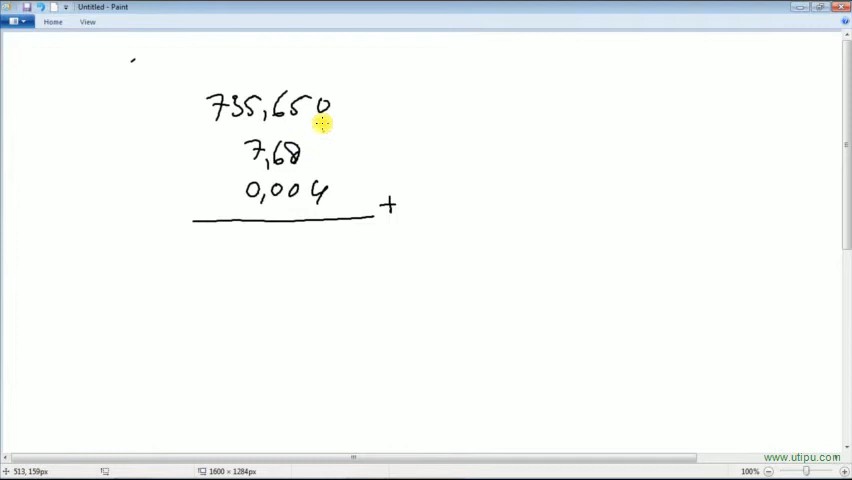 Untitled - Paint
Home View
735,650
7,68
0,004
+
www.utipu.com
513, 159px
1600 × 1284px
100%